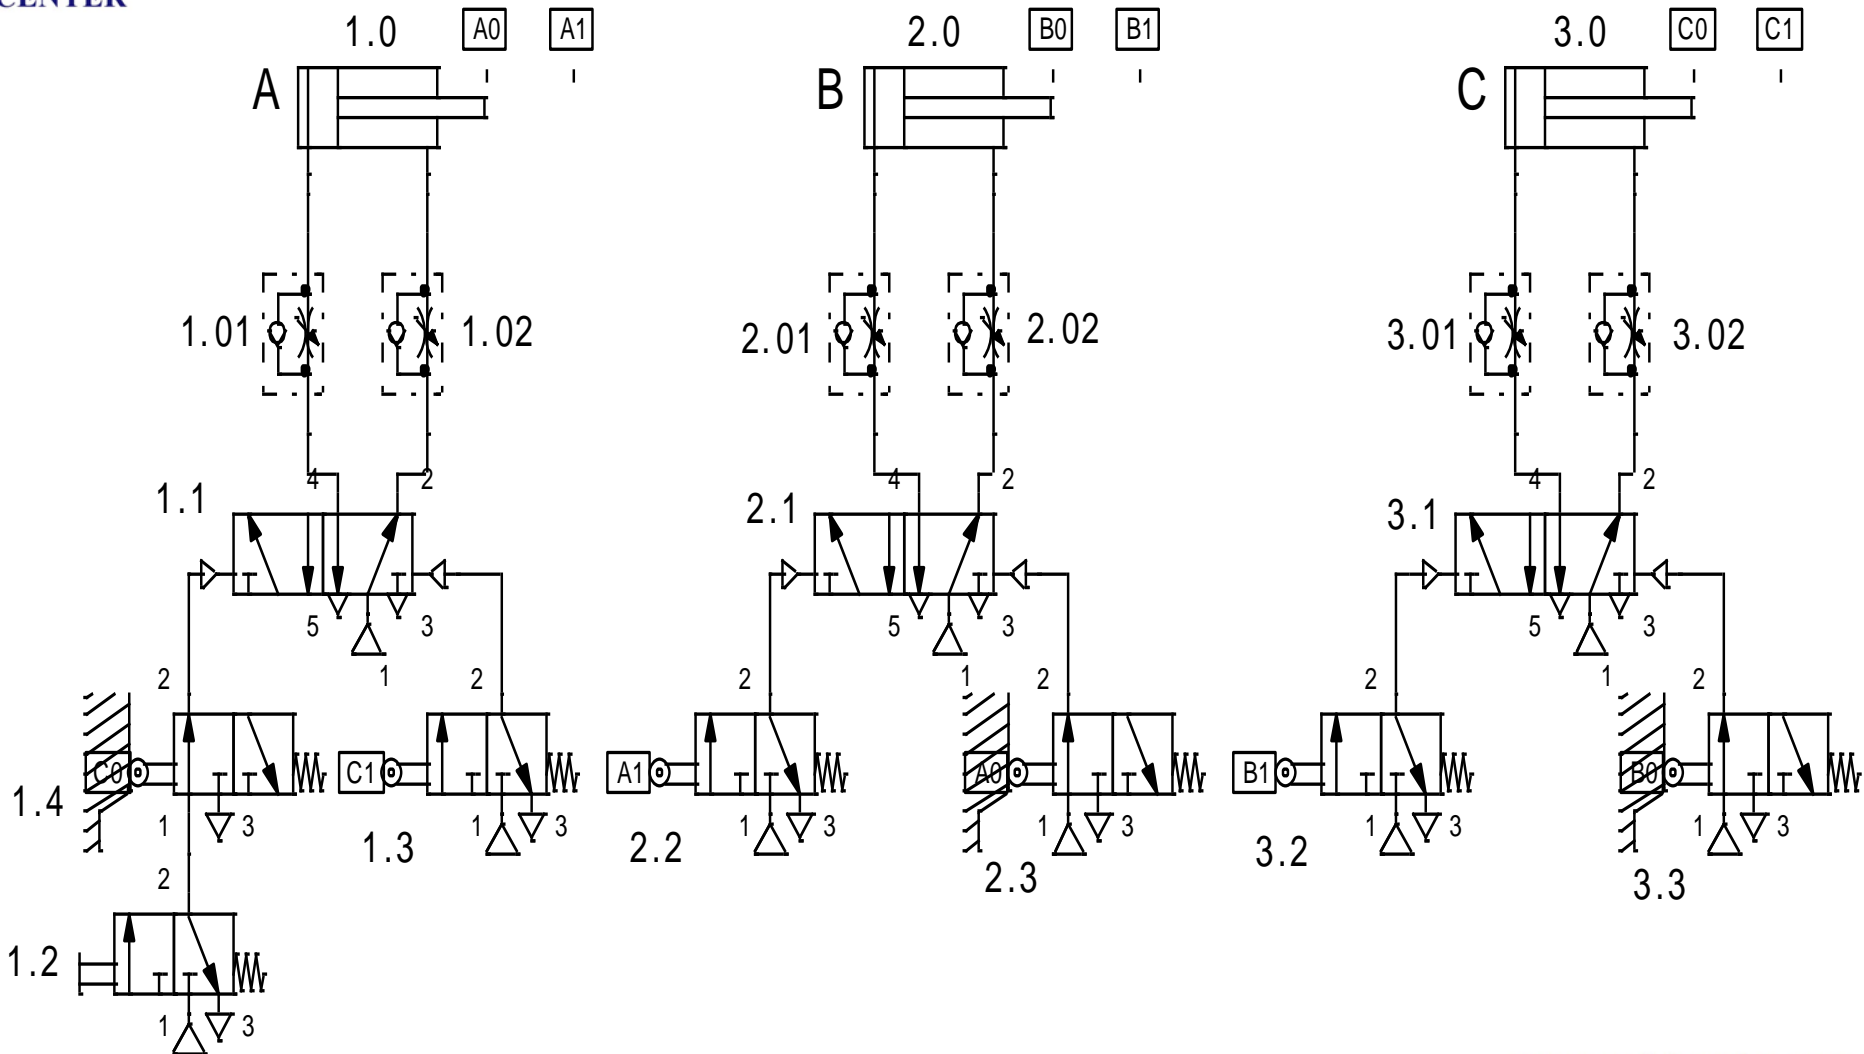 CENTER
1.0 A0 A1 2.0 B0 B1 3.0 C0 C1
A B C
1.01 1.02 2.01 2.02 3.01 3.02
4 2 4 2 4 2
1.1 2.1 3.1
5 3 5 3 5 3
1 1 1
2 2 2 2 2 2
C0 C1 A1 A0 B1 B0
1.4
1 3 1 3 1 3 1 3 1 3 1 3
1.3 2.2 2.3 3.2 3.3
2
1.2
1 3